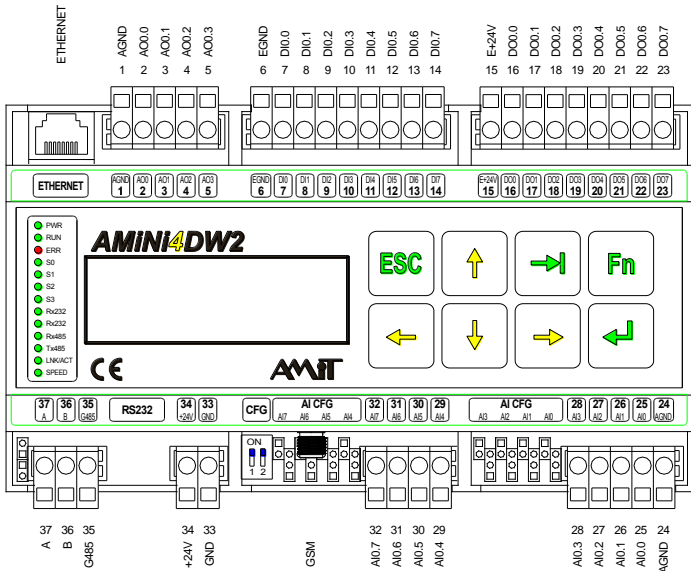 ETHERNET AGND AO0.0 AO0.1 AO0.2 AO0.3 EGND DI0.0 DI0.1 DI0.2 DI0.3 DI0.4 DI0.5 DI0.6 DI0.7 E+24V DO0.0 DO0.1 DO0.2 DO0.3 DO0.4 DO0.5 DO0.6 DO0.7
1 2 3 4 5 6 7 8 9 10 11 12 13 14 15 16 17 18 19 20 21 22 23
AGND AO0 AO1 AO2 AO3 EGND DI0 DI1 DI2 DI3 DI4 DI5 DI6 DI7 E+24V DO0 DO1 DO2 DO3 DO4 DO5 DO6 DO7
ETHERNET 1 2 3 4 5 6 7 8 9 10 11 12 13 14 15 16 17 18 19 20 21 22 23
PWR
RUN
ERR
S0
S1
S2
S3
Rx232
Rx232
Rx485
Tx485
LNK/ACT
SPEED
AMiNi4DW2
ESC Fn
CE AMiT
37 36 35 RS232 34 33 CFG AI CFG 32 31 30 29 AI CFG 28 27 26 25 24
A B G485 +24V GND AI7 AI6 AI5 AI4 AI7 AI6 AI5 AI4 AI3 AI2 AI1 AI0 AI3 AI2 AI1 AI0 AGND
ON
1 2
37 36 35 34 33 32 31 30 29 28 27 26 25 24
A B G485 +24V GND GSM AI0.7 AI0.6 AI0.5 AI0.4 AI0.3 AI0.2 AI0.1 AI0.0 AGND